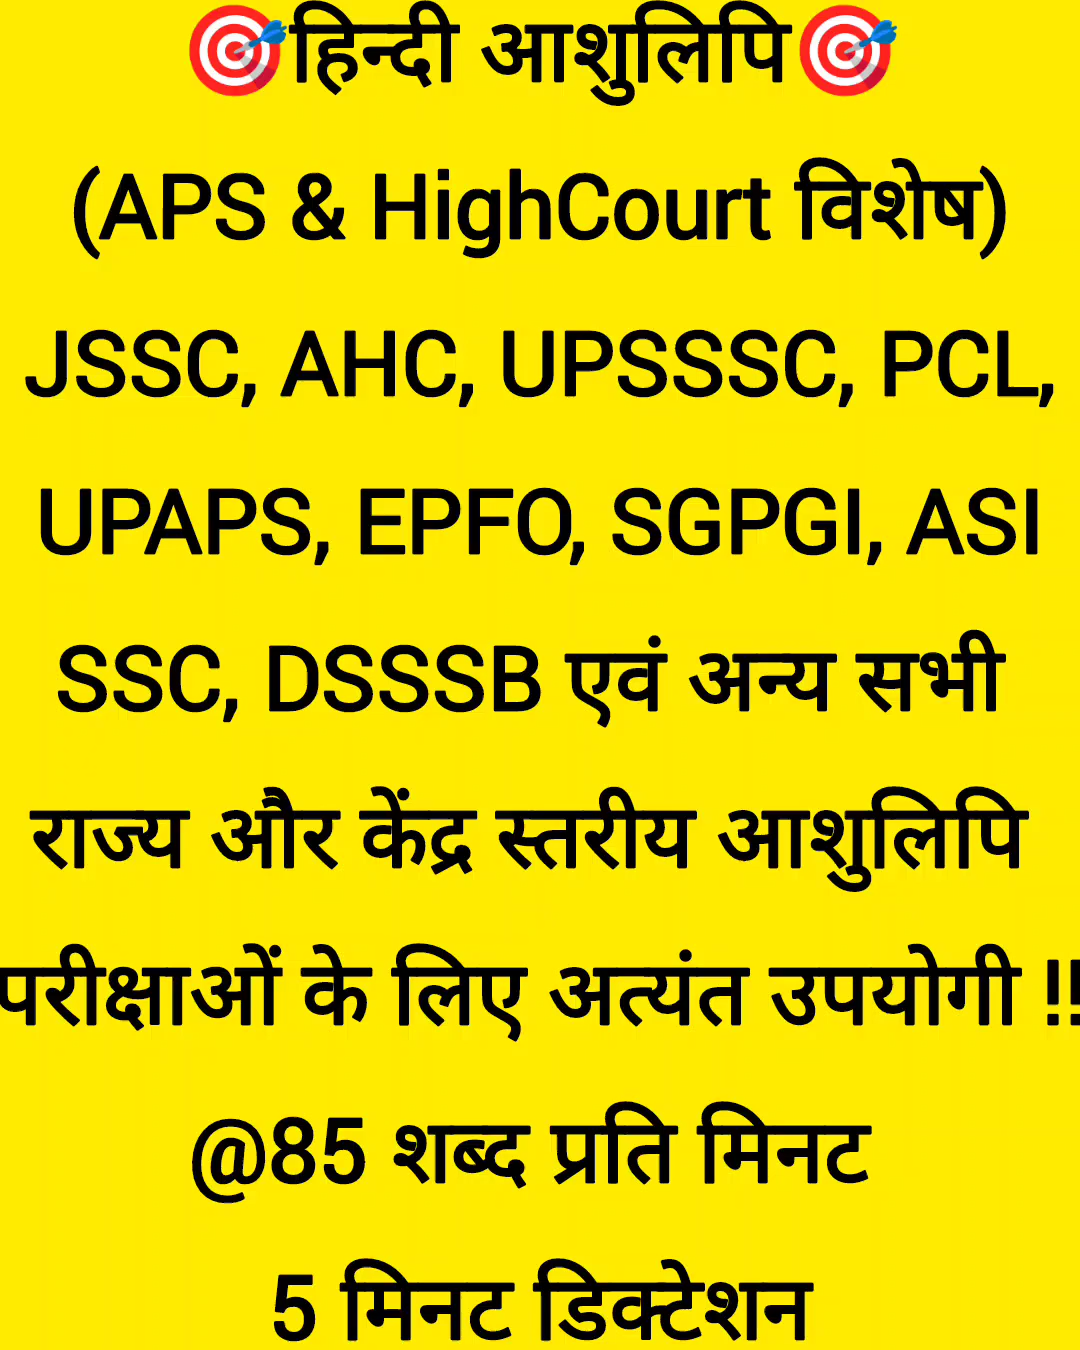 🎯हिन्दी आशुलिपि🎯
(APS & HighCourt विशेष)
JSSC, AHC, UPSSSC, PCL,
UPAPS, EPFO, SGPGI, ASI
SSC, DSSSB एवं अन्य सभी
राज्य और केंद्र स्तरीय आशुलिपि
परीक्षाओं के लिए अत्यंत उपयोगी !!
@85 शब्द प्रति मिनट
5 मिनट डिक्टेशन